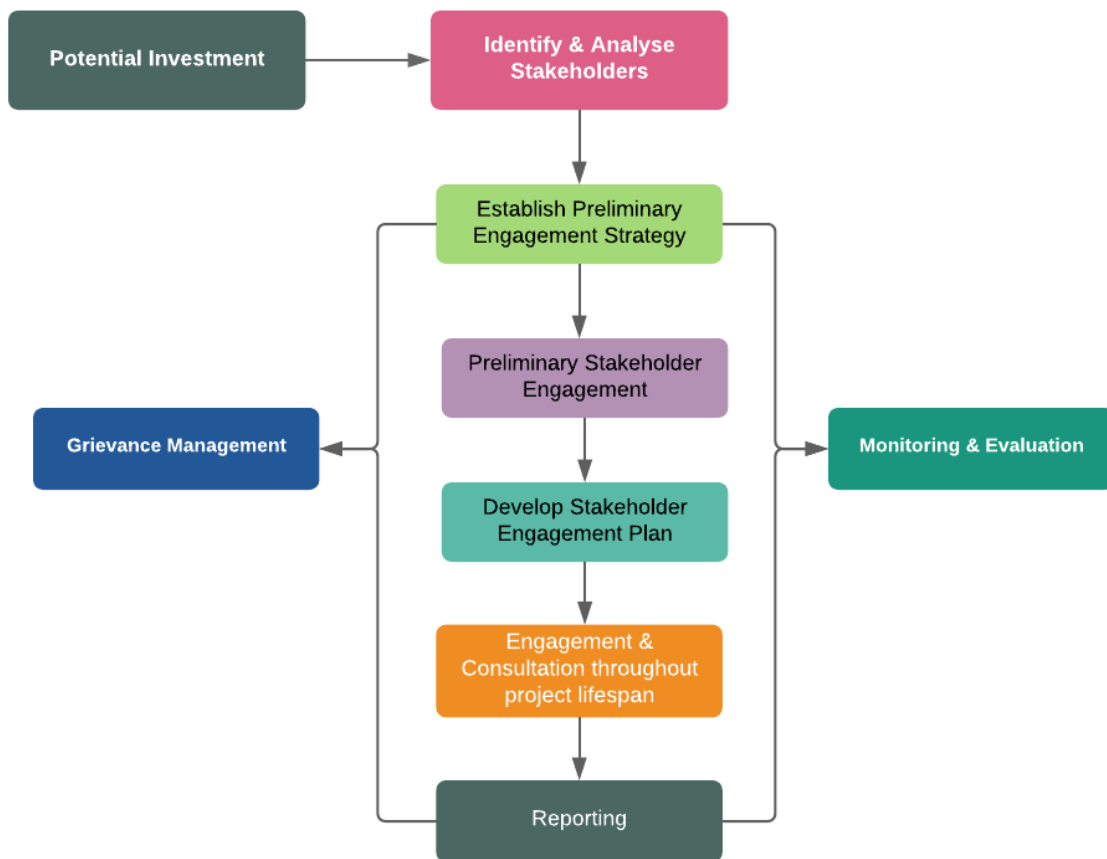 Potential Investment
Identify & Analyse
Stakeholders
Establish Preliminary
Engagement Strategy
Preliminary Stakeholder
Engagement
Grievance Management
Monitoring & Evaluation
Develop Stakeholder
Engagement Plan
Engagement &
Consultation throughout
project lifespan
Reporting